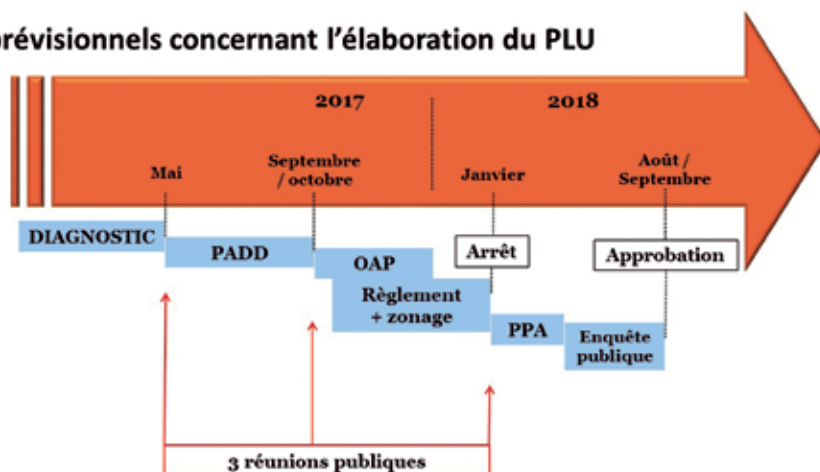 prévisionnels concernant l'élaboration du PLU
2017
2018
Mai
Septembre
/ octobre
Janvier
Août /
Septembre
DIAGNOSTIC
PADD
OAP
Arrêt
Approbation
Règlement
+ zonage
PPA
Enquête
publique
3 réunions publiques